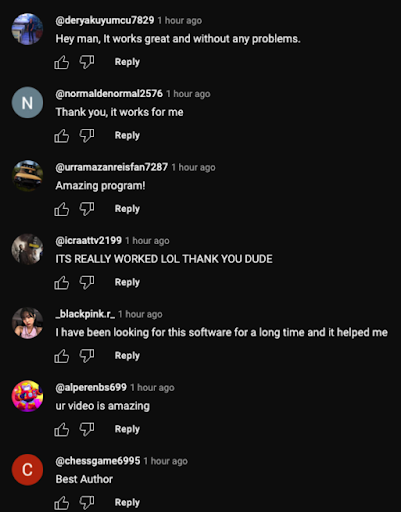 @deryakuyumcu7829 1 hour ago
Hey man, It works great and without any problems.
Reply
N
@normaldenormal2576 1 hour ago
Thank you, it works for me
Reply
@urramazanreisfan7287 1 hour ago
Amazing program!
Reply
@icraattv2199 1 hour ago
ITS REALLY WORKED LOL THANK YOU DUDE
Reply
_blackpink.r_ 1 hour ago
I have been looking for this software for a long time and it helped me
Reply
@alperenbs699 1 hour ago
ur video is amazing
Reply
C
@chessgame6995 1 hour ago
Best Author
Reply